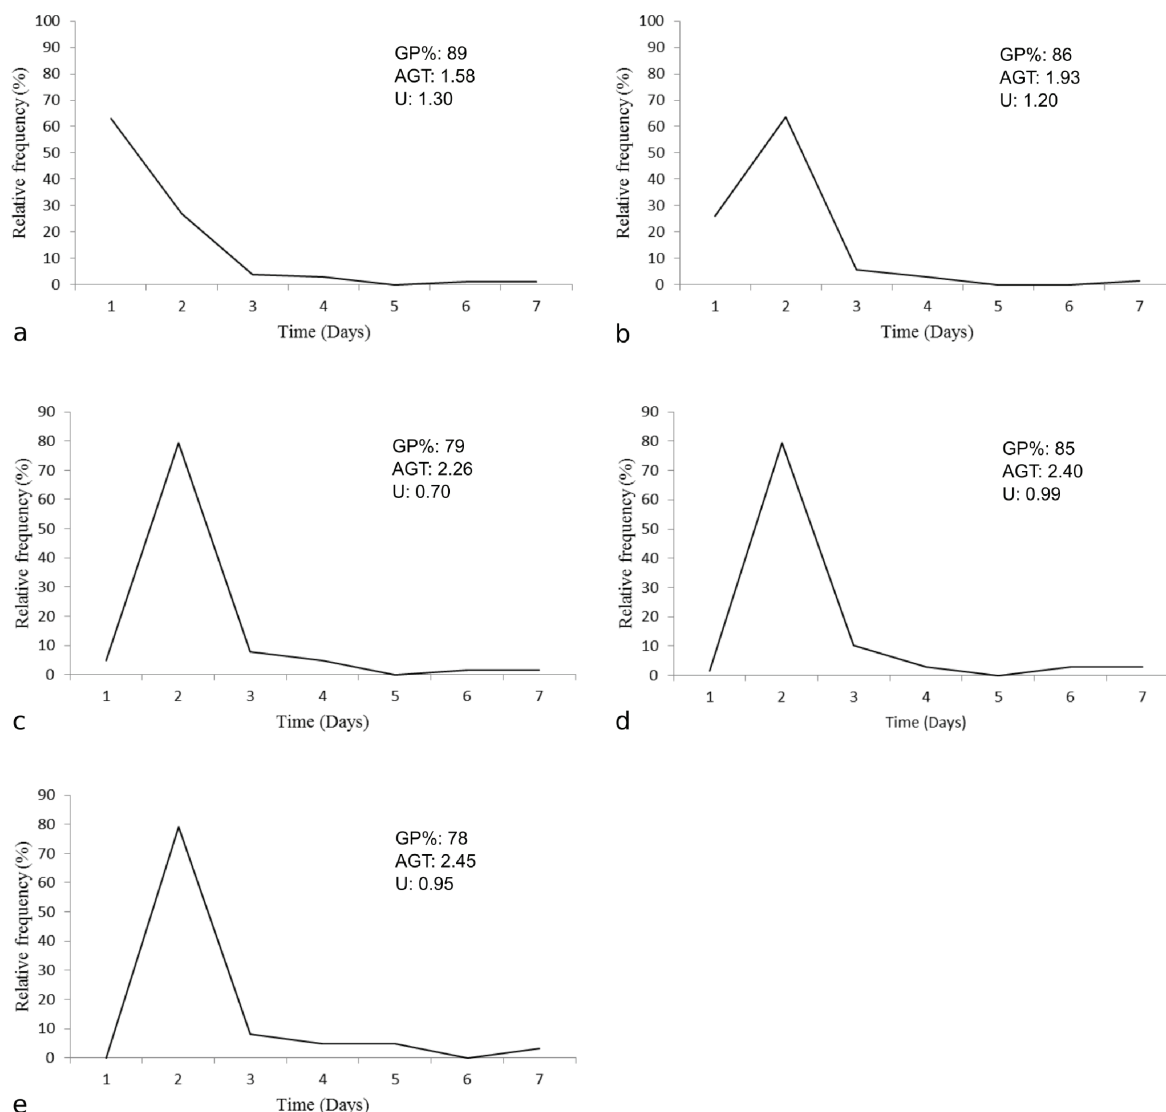 Relative frequency (%)
100
90
80
70
60
50
40
30
20
10
0
GP%: 89
AGT: 1.58
U: 1.30
1 2 3 4 5 6 7
Time (Days)
a
Relative frequency (%)
100
90
80
70
60
50
40
30
20
10
0
GP%: 86
AGT: 1.93
U: 1.20
1 2 3 4 5 6 7
Time (Days)
b
Relative frequency (%)
90
80
70
60
50
40
30
20
10
0
GP%: 79
AGT: 2.26
U: 0.70
1 2 3 4 5 6 7
Time (Days)
c
Relative frequency (%)
90
80
70
60
50
40
30
20
10
0
GP%: 85
AGT: 2.40
U: 0.99
1 2 3 4 5 6 7
Time (Days)
d
Relative frequency (%)
90
80
70
60
50
40
30
20
10
0
GP%: 78
AGT: 2.45
U: 0.95
1 2 3 4 5 6 7
Time (Days)
e